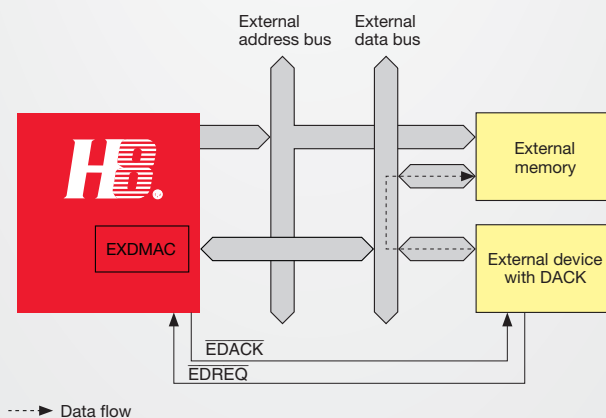 External
address bus
External
data bus
H8®
External
memory
EXDMAC
External device
with DACK
EDACK
EDREQ
Data flow